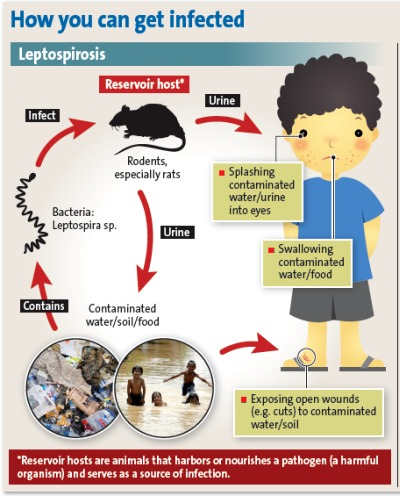 How you can get infected
Leptospirosis
Reservoir host*
Urine
Infect
Rodents,
especially rats
Splashing
contaminated
water/urine
into eyes
Bacteria:
Leptospira sp.
Urine
Swallowing
contaminated
water/food
Contains
Contaminated
water/soil/food
Exposing open wounds
(e.g. cuts) to contaminated
water/soil
*Reservoir hosts are animals that harbors or nourishes a pathogen (a harmful
organism) and serves as a source of infection.